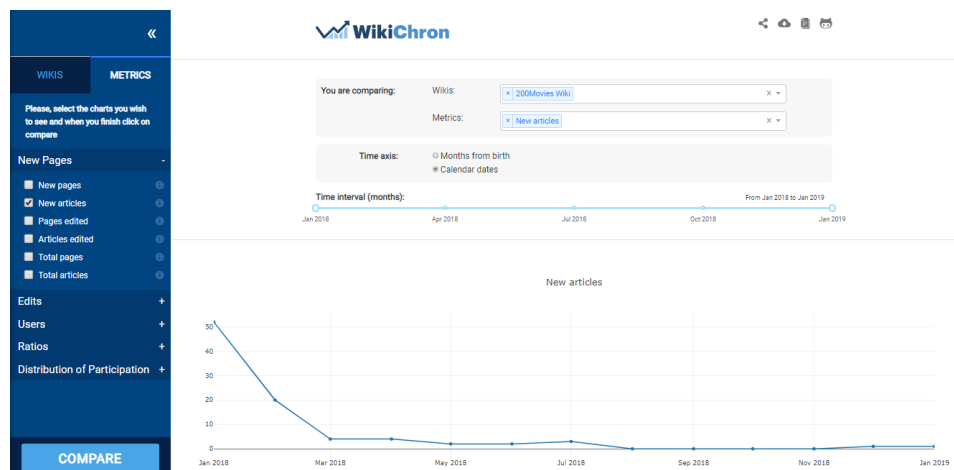 «
WikiChron
WIKIS
METRICS
Please, select the charts you wish
to see and when you finish click on
compare
New Pages -
New pages
New articles
Pages edited
Articles edited
Total pages
Total articles
Edits +
Users +
Ratios +
Distribution of Participation +
COMPARE
You are comparing:
Wikis:
× 200Movies Wiki
Metrics:
× New articles
Time axis:
Months from birth
Calendar dates
Time interval (months):
From Jan 2018 to Jan 2019
Jan 2018 Apr 2018 Jul 2018 Oct 2018 Jan 2019
New articles
50
40
30
20
10
0
Jan 2018 Mar 2018 May 2018 Jul 2018 Sep 2018 Nov 2018 Jan 2019